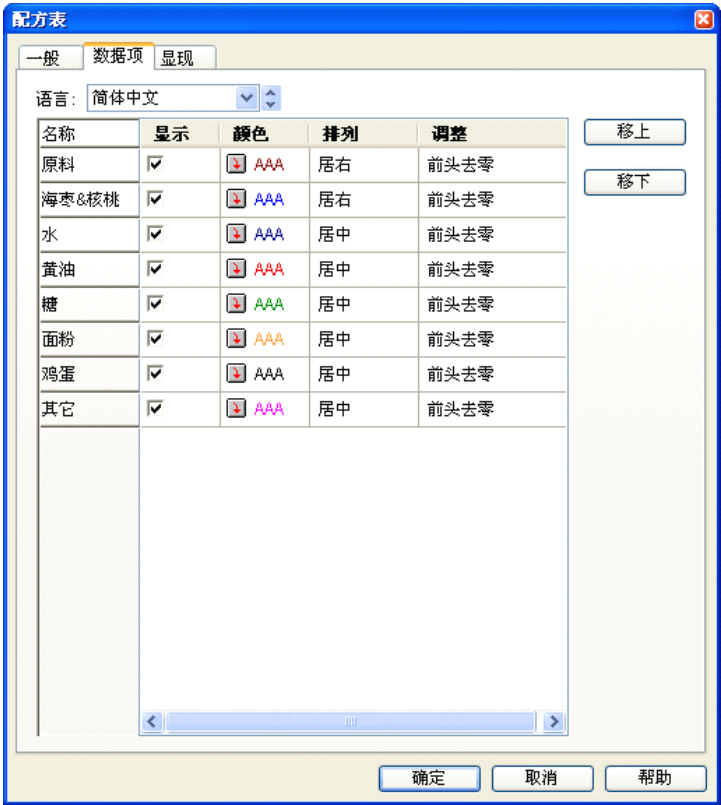 配方表
一般 数据项 显现
语言: 简体中文
名称 显示 颜色 排列 调整 移上
原料 AAA 居右 前头去零 移下
海枣&核桃 AAA 居右 前头去零
水 AAA 居中 前头去零
黄油 AAA 居中 前头去零
糖 AAA 居中 前头去零
面粉 AAA 居中 前头去零
鸡蛋 AAA 居中 前头去零
其它 AAA 居中 前头去零
确定 取消 帮助